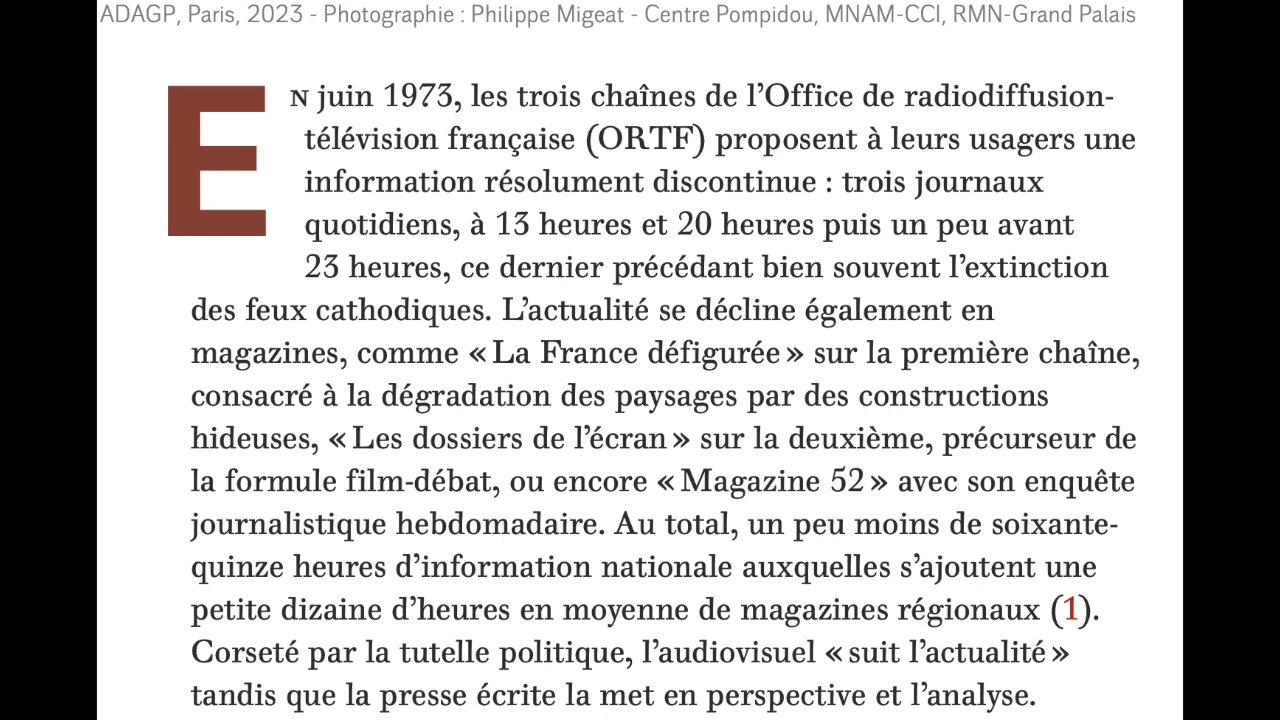 ADAGP, Paris, 2023 - Photographie : Philippe Migeat - Centre Pompidou, MNAM-CCI, RMN-Grand Palais
EN juin 1973, les trois chaînes de l’Office de radiodiffusion-
télévision française (ORTF) proposent à leurs usagers une
information résolument discontinue : trois journaux
quotidiens, à 13 heures et 20 heures puis un peu avant
23 heures, ce dernier précédant bien souvent l’extinction
des feux cathodiques. L’actualité se décline également en
magazines, comme « La France défigurée » sur la première chaîne,
consacré à la dégradation des paysages par des constructions
hideuses, « Les dossiers de l’écran » sur la deuxième, précurseur de
la formule film-débat, ou encore « Magazine 52 » avec son enquête
journalistique hebdomadaire. Au total, un peu moins de soixante-
quinze heures d’information nationale auxquelles s’ajoutent une
petite dizaine d’heures en moyenne de magazines régionaux (1).
Corseté par la tutelle politique, l’audiovisuel « suit l’actualité »
tandis que la presse écrite la met en perspective et l’analyse.